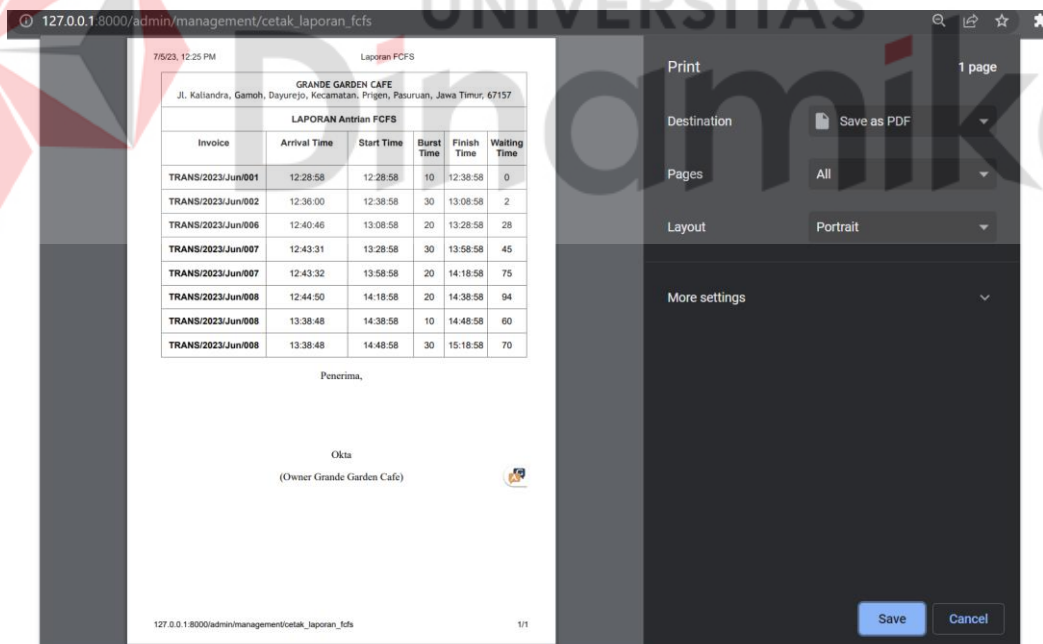 UNIVERSITAS
Dinamika
127.0.0.1:8000/admin/management/cetak_laporan_fcfs
7/5/23, 12:25 PM Laporan FCFS
GRANDE GARDEN CAFE
Jl. Kaliandra, Gamoh, Dayurejo, Kecamatan, Prigen, Pasuruan, Jawa Timur, 67157
LAPORAN Antrian FCFS
Invoice Arrival Time Start Time Burst Time Finish Time Waiting Time
TRANS/2023/Jun/001 12:28:58 12:28:58 10 12:38:58 0
TRANS/2023/Jun/002 12:36:00 12:38:58 30 13:08:58 2
TRANS/2023/Jun/006 12:40:46 13:08:58 20 13:28:58 28
TRANS/2023/Jun/007 12:43:31 13:28:58 30 13:58:58 45
TRANS/2023/Jun/007 12:43:32 13:58:58 20 14:18:58 75
TRANS/2023/Jun/008 12:44:50 14:18:58 20 14:38:58 94
TRANS/2023/Jun/008 13:38:48 14:38:58 10 14:48:58 60
TRANS/2023/Jun/008 13:38:48 14:48:58 30 15:18:58 70
Penerima,
Okta
(Owner Grande Garden Cafe)
127.0.0.1:8000/admin/management/cetak_laporan_fcfs 1/1
Print 1 page
Destination Save as PDF
Pages All
Layout Portrait
More settings
Save Cancel